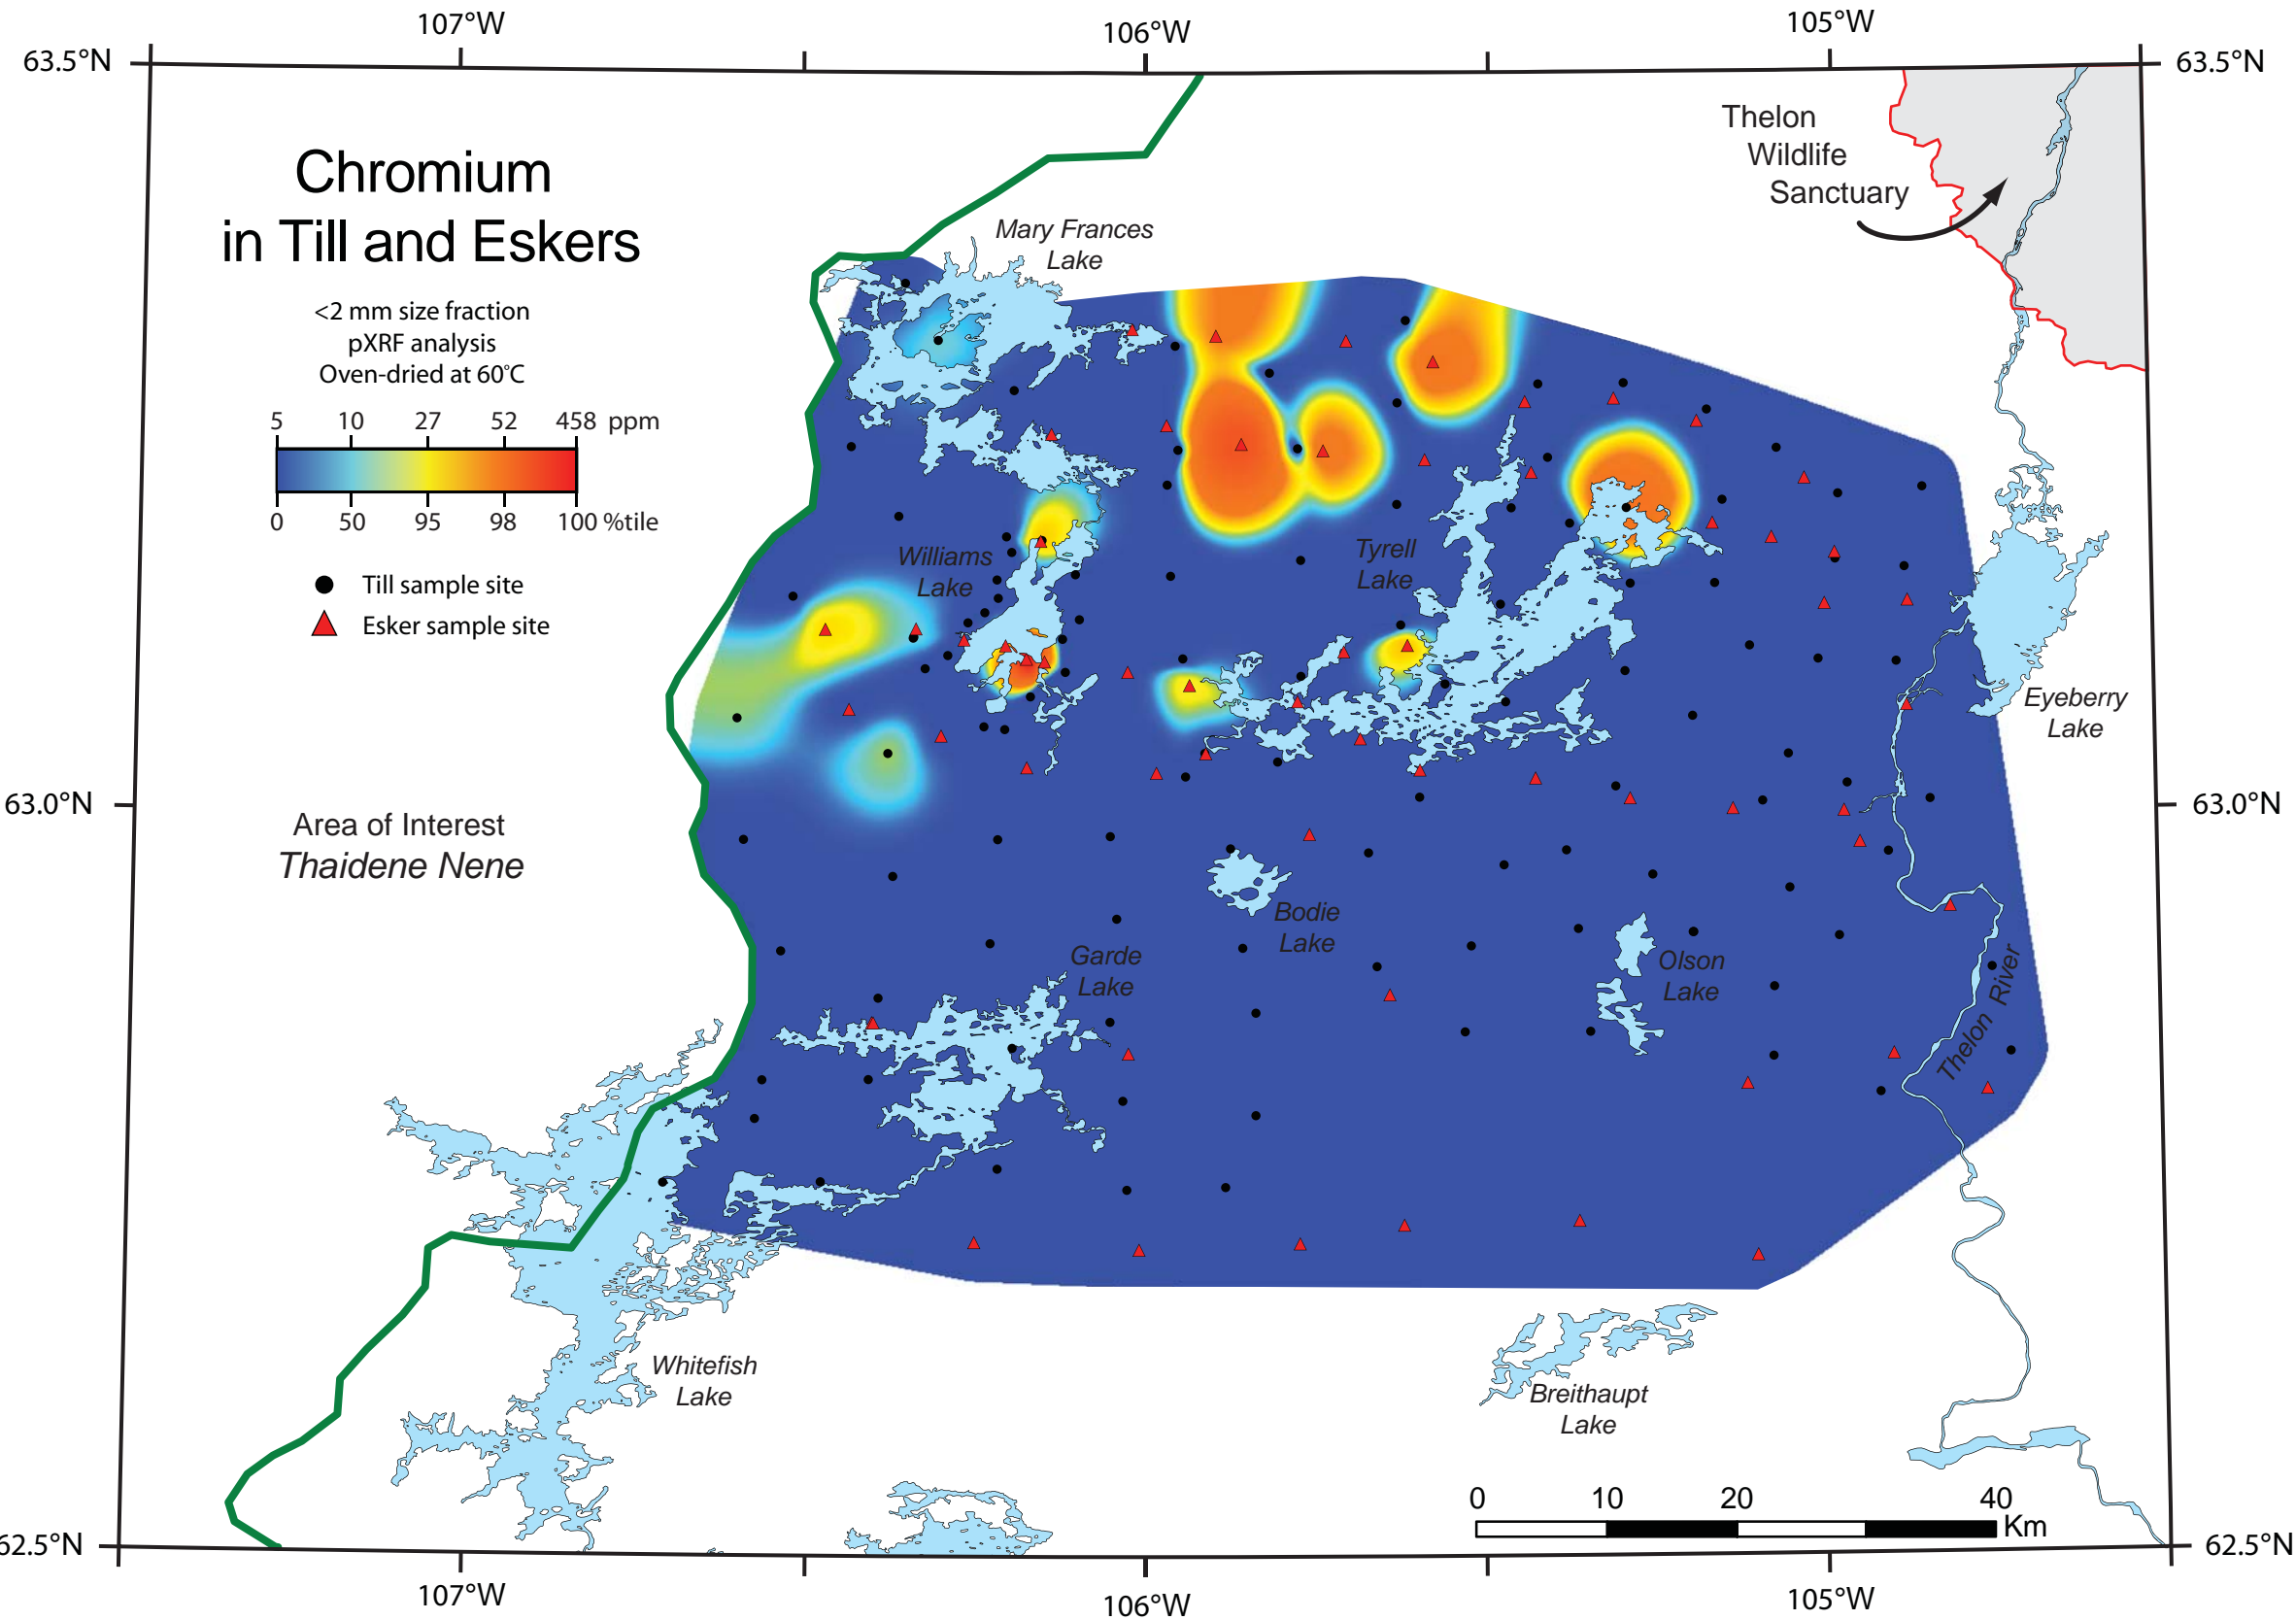 107°W
106°W
105°W
63.5°N
63.5°N
Thelon
Wildlife
Sanctuary
Chromium
in Till and Eskers
Mary Frances
Lake
<2 mm size fraction
pXRF analysis
Oven-dried at 60°C
5 10 27 52 458 ppm
0 50 95 98 100 %tile
Till sample site
Esker sample site
Williams
Lake
Tyrell
Lake
Eyeberry
Lake
63.0°N
63.0°N
Area of Interest
Thaidene Nene
Bodie
Lake
Garde
Lake
Olson
Lake
Thelon River
Whitefish
Lake
Breithaupt
Lake
0 10 20 40
Km
62.5°N
62.5°N
107°W
106°W
105°W